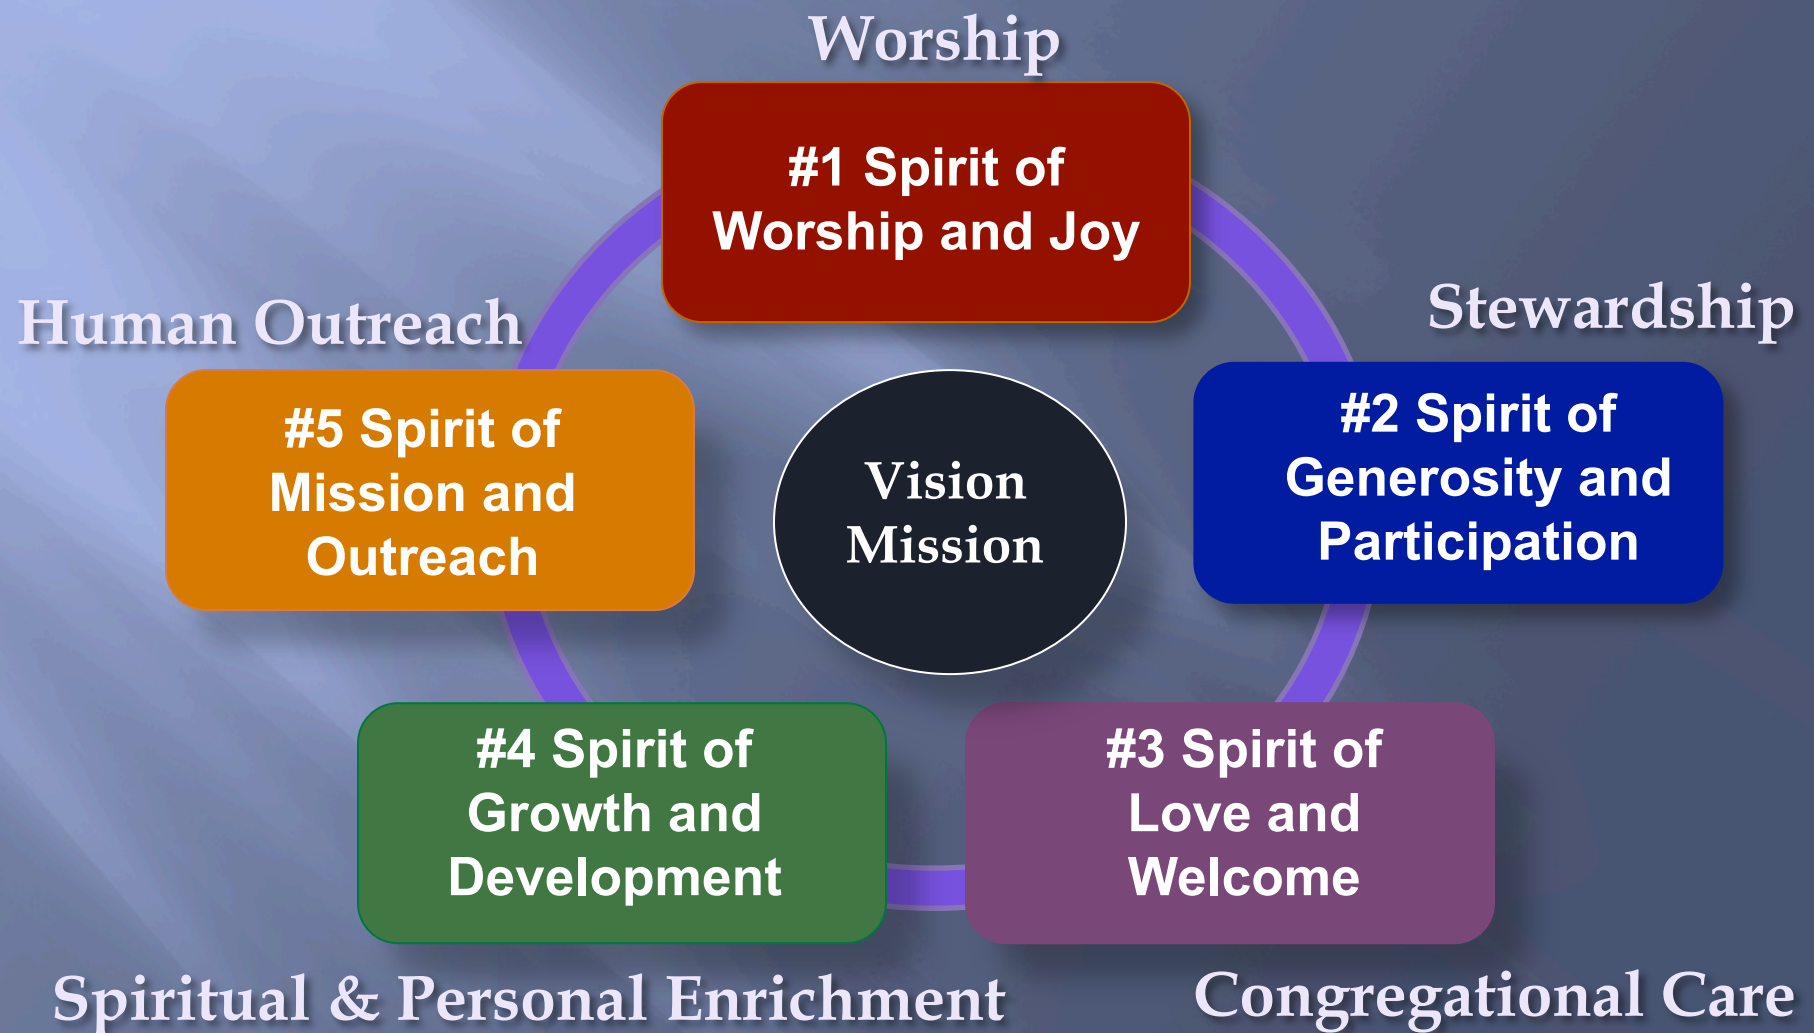 Worship
#1 Spirit of
Worship and Joy
Stewardship
#2 Spirit of
Generosity and
Participation
#3 Spirit of
Love and
Welcome
Congregational Care
#4 Spirit of
Growth and
Development
Spiritual & Personal Enrichment
Human Outreach
#5 Spirit of
Mission and
Outreach
Vision
Mission